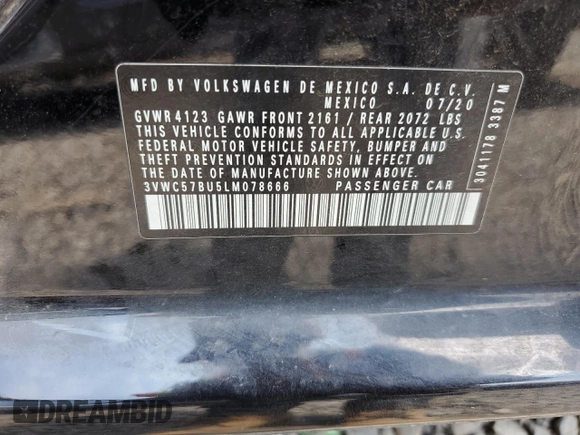 MFD BY VOLKSWAGEN DE MEXICO S.A. DE C.V.
MEXICO 07/20
GVWR 4123 GAWR FRONT 2161 / REAR 2072 LBS
THIS VEHICLE CONFORMS TO ALL APPLICABLE U.S.
FEDERAL MOTOR VEHICLE SAFETY, BUMPER AND
THEFT PREVENTION STANDARDS IN EFFECT ON THE
DATE OF MANUFACTURE SHOWN ABOVE.
3VWC57BU5LM078666 PASSENGER CAR
3041178 3387 M
DREAMBID